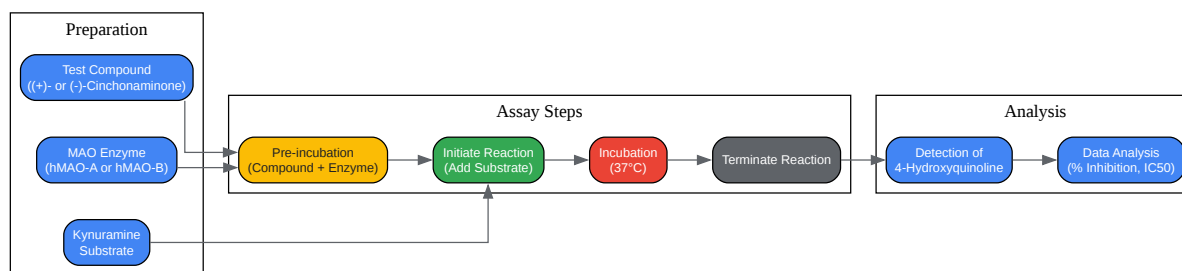 Preparation
Test Compound
((+)- or (-)-Cinchonaminone)
MAO Enzyme
(hMAO-A or hMAO-B)
Kynuramine
Substrate
Assay Steps
Pre-incubation
(Compound + Enzyme)
Initiate Reaction
(Add Substrate)
Incubation
(37°C)
Terminate Reaction
Analysis
Detection of
4-Hydroxyquinoline
Data Analysis
(% Inhibition, IC50)